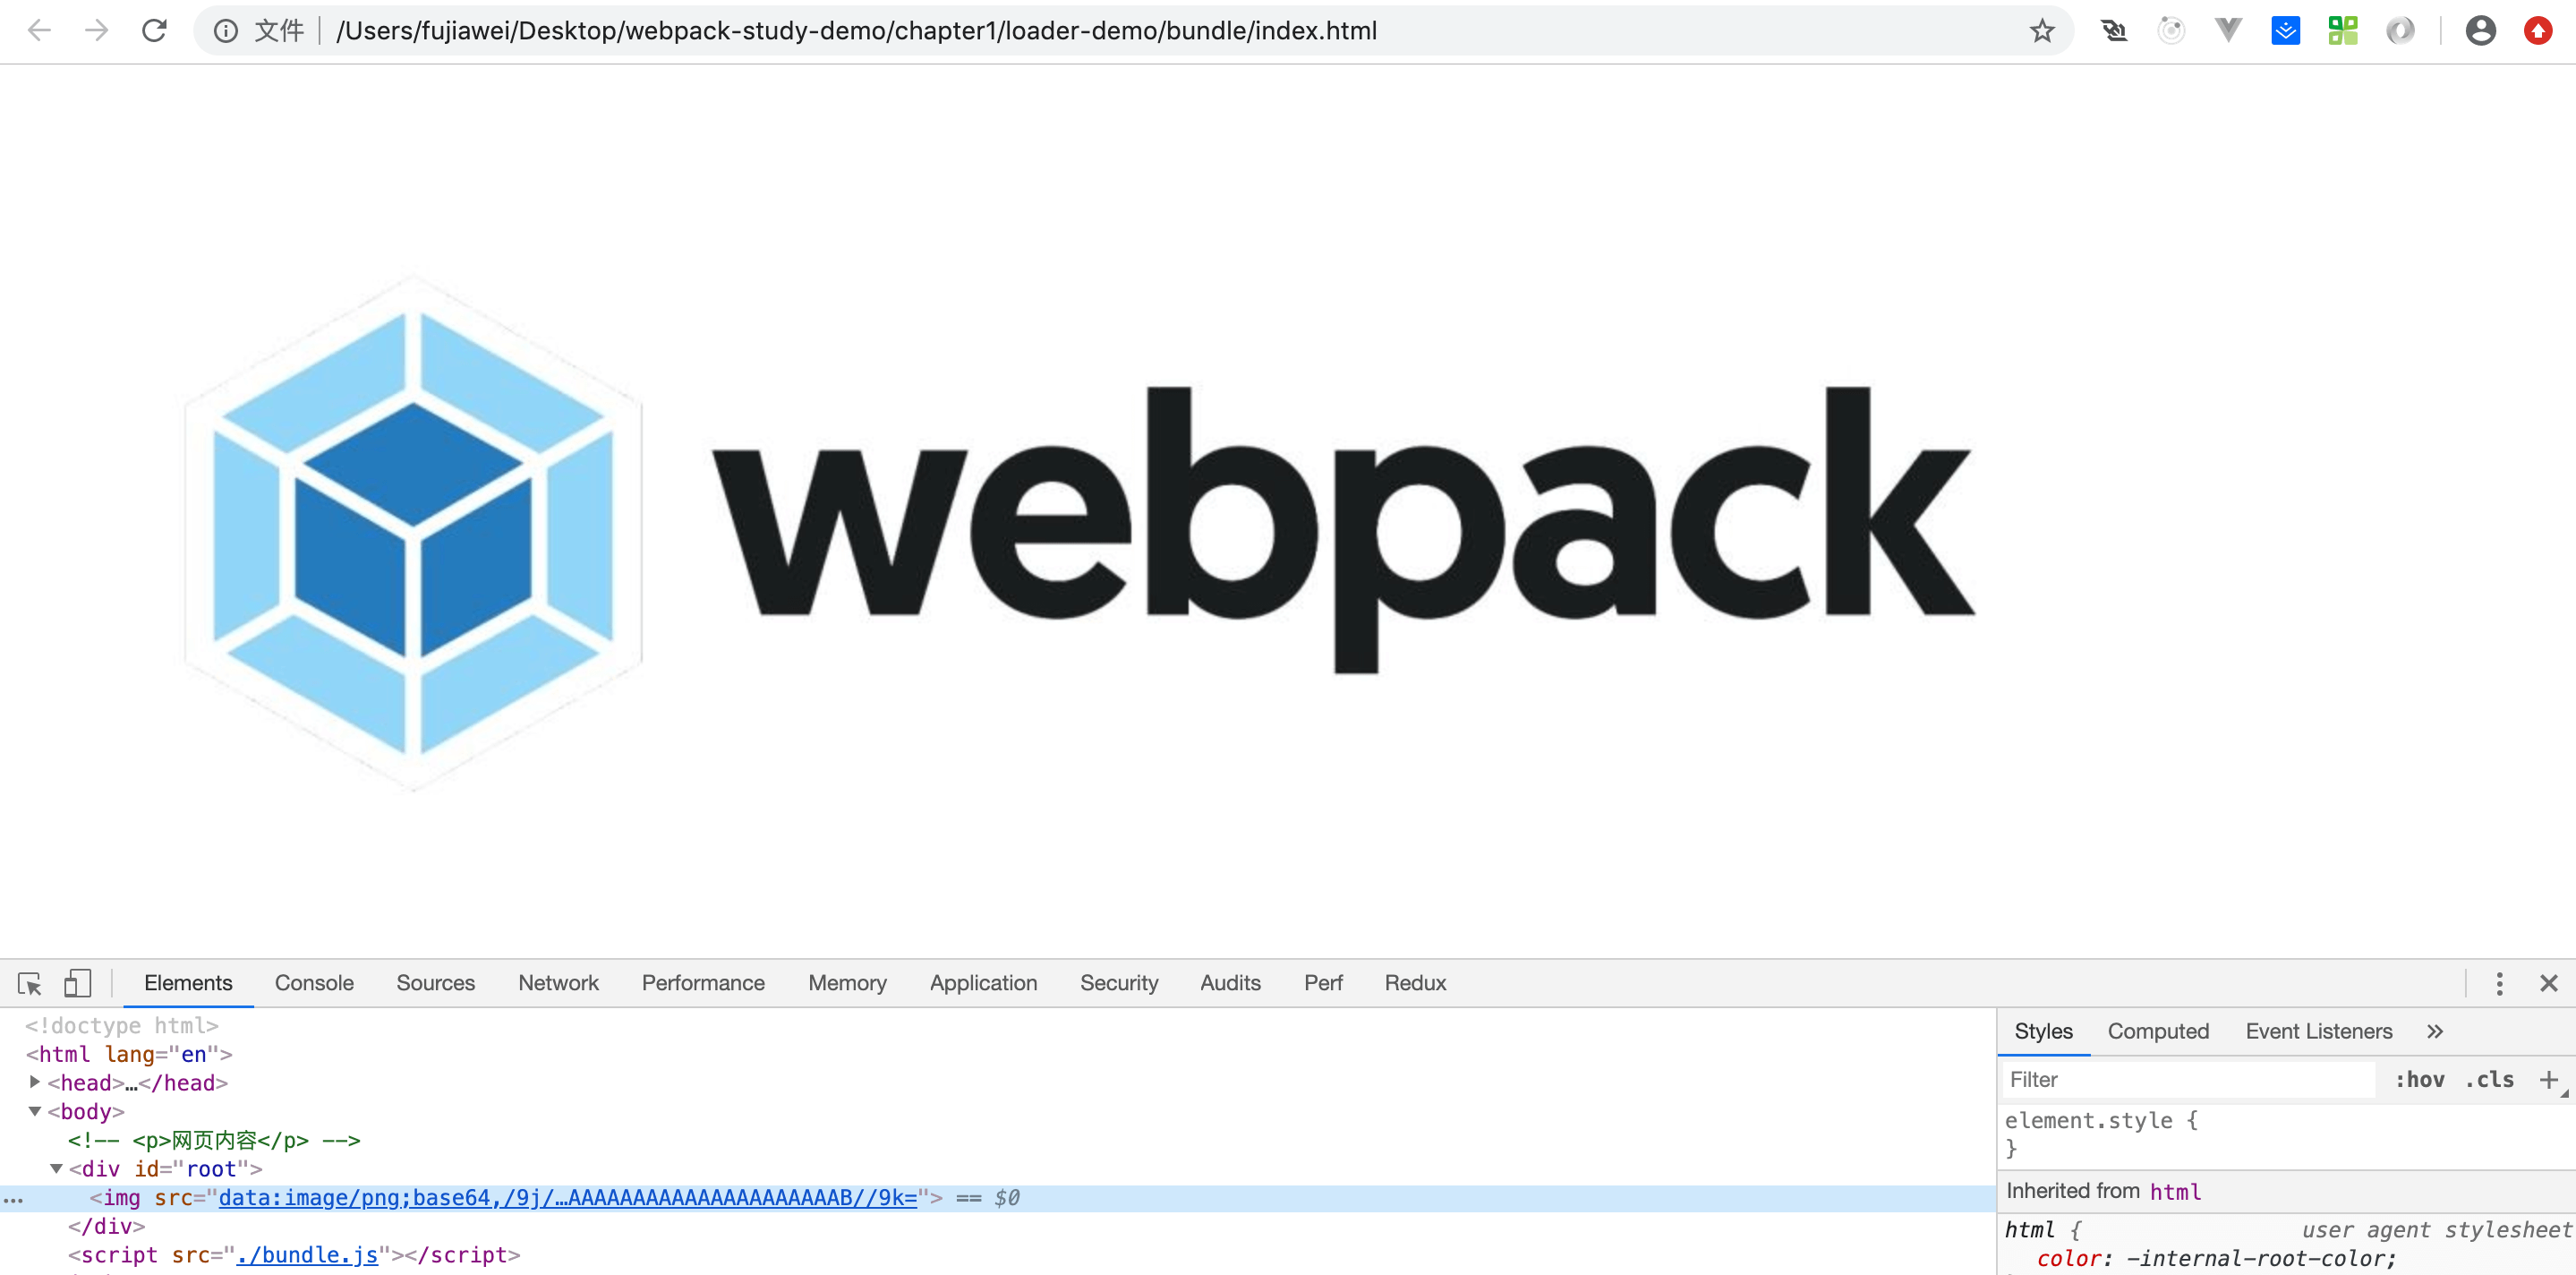 文件 /Users/fujiawei/Desktop/webpack-study-demo/chapter1/loader-demo/bundle/index.html
webpack
Elements Console Sources Network Performance Memory Application Security Audits Perf Redux
<!doctype html>
<html lang="en">
<head>…</head>
<body>
<!-- <p>网页内容</p> -->
<div id="root">
… <img src="data:image/png;base64,/9j/…AAAAAAAAAAAAAAAAAAAAAB//9k="> == $0
</div>
<script src="./bundle.js"></script>
Styles Computed Event Listeners »
Filter :hov .cls +
element.style {
}
Inherited from html
html { user agent stylesheet
color: -internal-root-color;